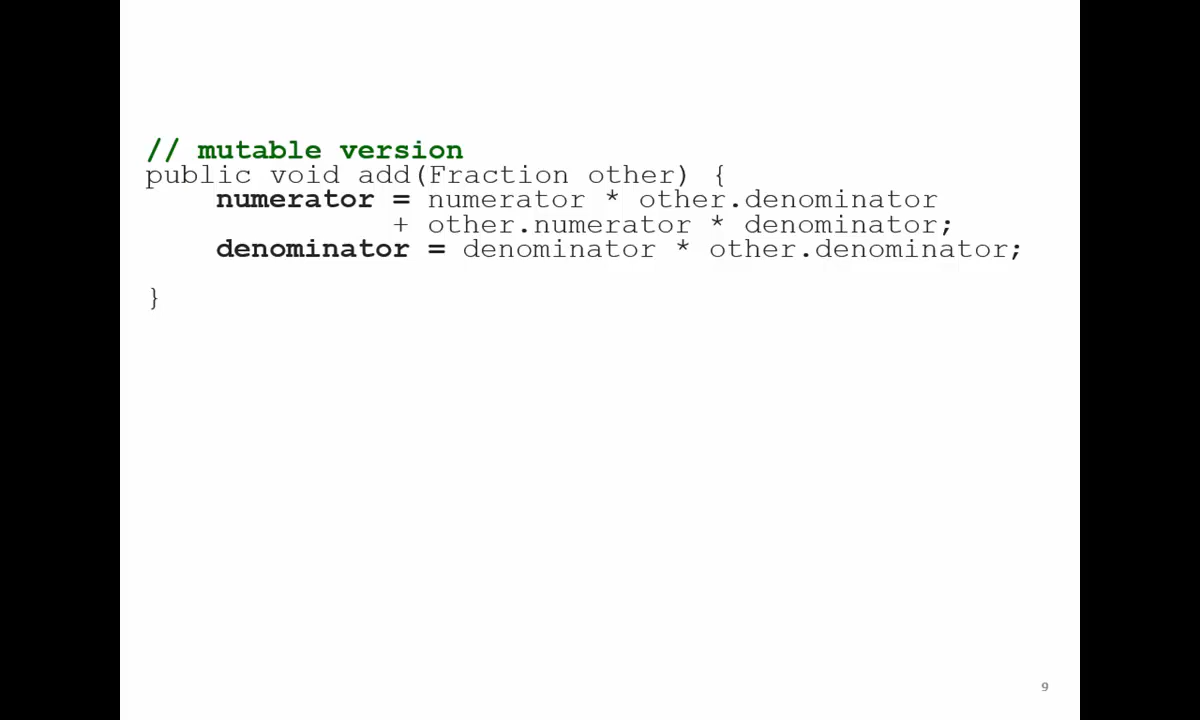 // mutable version
public void add(Fraction other) {
numerator = numerator * other.denominator
+ other.numerator * denominator;
denominator = denominator * other.denominator;
}
9